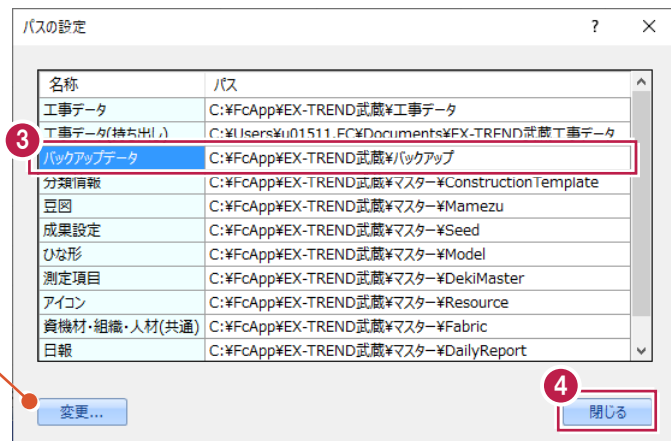 パスの設定 ? ×
名称 パス
工事データ C:¥FcApp¥EX-TREND武蔵¥工事データ
工事データ(持ち出し) C:¥Users¥u01511.FC¥Documents¥EX-TREND武蔵工事データ
3
バックアップデータ C:¥FcApp¥EX-TREND武蔵¥バックアップ
分類情報 C:¥FcApp¥EX-TREND武蔵¥マスター¥ConstructionTemplate
豆図 C:¥FcApp¥EX-TREND武蔵¥マスター¥Mamezu
成果設定 C:¥FcApp¥EX-TREND武蔵¥マスター¥Seed
ひな形 C:¥FcApp¥EX-TREND武蔵¥マスター¥Model
測定項目 C:¥FcApp¥EX-TREND武蔵¥マスター¥DekiMaster
アイコン C:¥FcApp¥EX-TREND武蔵¥マスター¥Resource
資機材・組織・人材(共通) C:¥FcApp¥EX-TREND武蔵¥マスター¥Fabric
日報 C:¥FcApp¥EX-TREND武蔵¥マスター¥DailyReport
4
変更... 閉じる